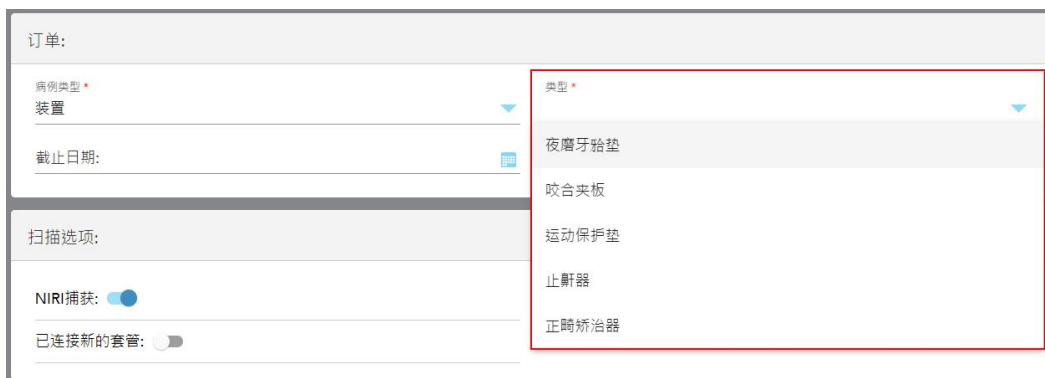 订单:
病例类型 *
装置
截止日期:
类型 *
夜磨牙𬌗垫
咬合夹板
运动保护垫
止鼾器
正畸矫治器
扫描选项:
NIRI捕获:
已连接新的套管: